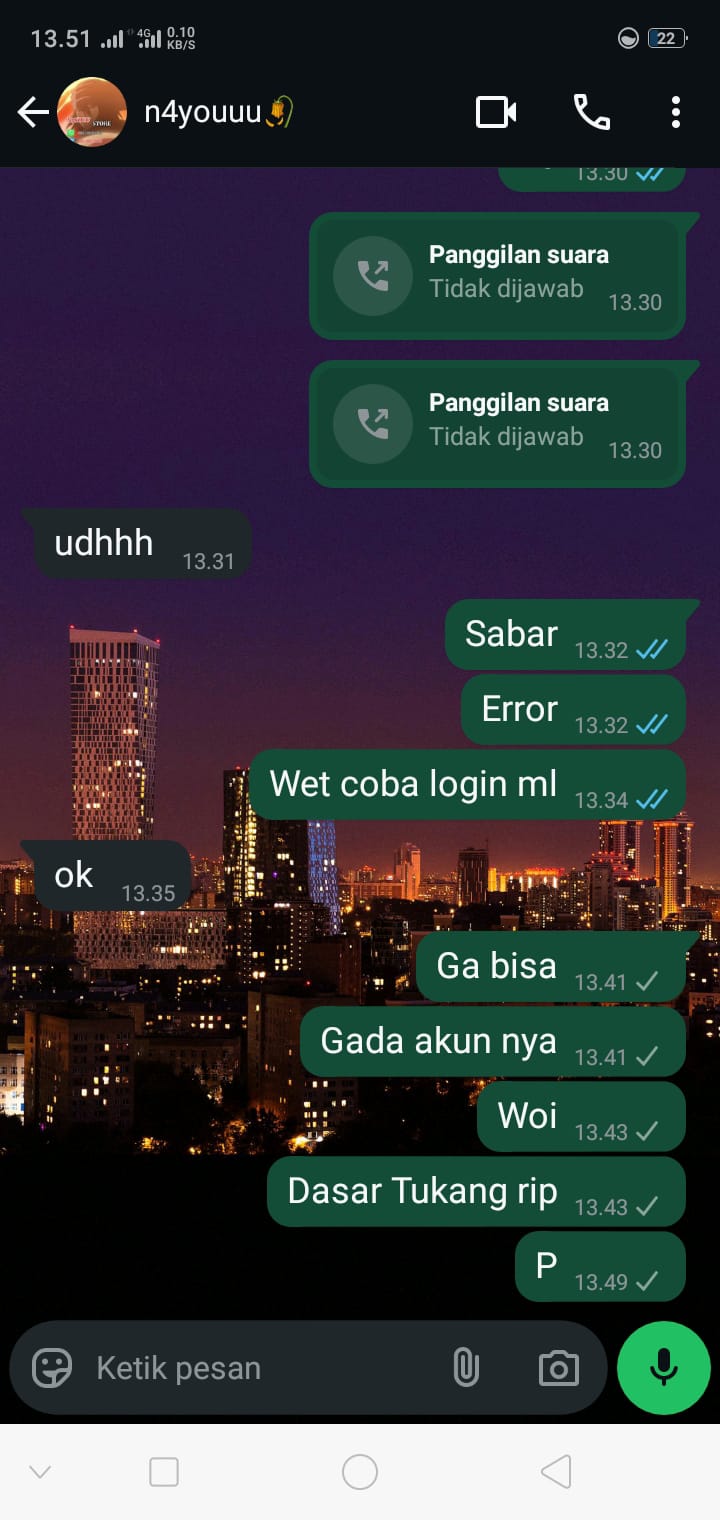 13.51 4G 0.10 KB/S 22
n4youuu
STORE
13.30
Panggilan suara
Tidak dijawab 13.30
Panggilan suara
Tidak dijawab 13.30
udhhh 13.31
Sabar 13.32
Error 13.32
Wet coba login ml 13.34
ok 13.35
Ga bisa 13.41
Gada akun nya 13.41
Woi 13.43
Dasar Tukang rip 13.43
P 13.49
Ketik pesan